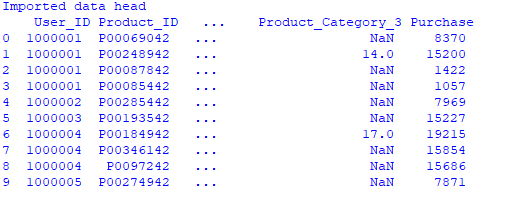 Imported data head
User_ID Product_ID ... Product_Category_3 Purchase
0 1000001 P00069042 ... NaN 8370
1 1000001 P00248942 ... 14.0 15200
2 1000001 P00087842 ... NaN 1422
3 1000001 P00085442 ... NaN 1057
4 1000002 P00285442 ... NaN 7969
5 1000003 P00193542 ... NaN 15227
6 1000004 P00184942 ... 17.0 19215
7 1000004 P00346142 ... NaN 15854
8 1000004 P0097242 ... NaN 15686
9 1000005 P00274942 ... NaN 7871